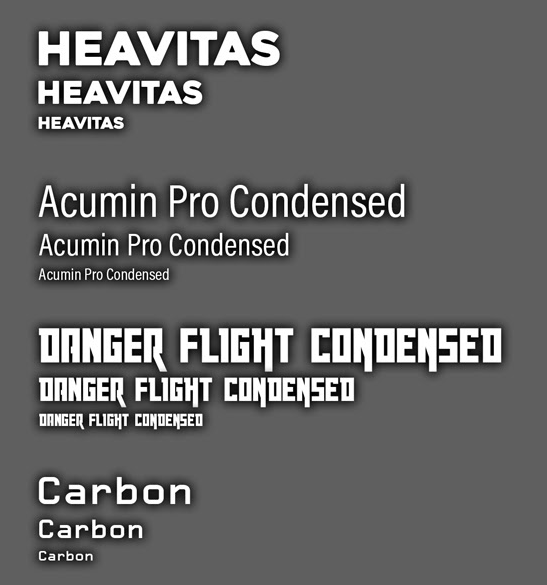 HEAVITAS
HEAVITAS
HEAVITAS
Acumin Pro Condensed
Acumin Pro Condensed
Acumin Pro Condensed
DANGER FLIGHT CONDENSED
DANGER FLIGHT CONDENSED
DANGER FLIGHT CONDENSED
Carbon
Carbon
Carbon